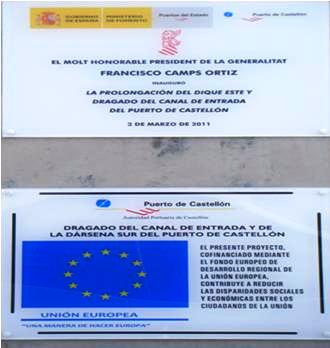 GOBIERNO DE ESPAÑA
MINISTERIO DE FOMENTO
Puertos del Estado
Puerto de Castellón
EL MOLT HONORABLE PRESIDENT DE LA GENERALITAT
FRANCISCO CAMPS ORTIZ
INAUGURÓ
LA PROLONGACIÓN DEL DIQUE ESTE Y
DRAGADO DEL CANAL DE ENTRADA
DEL PUERTO DE CASTELLÓN
2 DE MARZO DE 2011
Puerto de Castellón
Autoridad Portuaria de Castellón
DRAGADO DEL CANAL DE ENTRADA Y DE
LA DÁRSENA SUR DEL PUERTO DE CASTELLÓN
EL PRESENTE PROYECTO,
COFINANCIADO MEDIANTE
EL FONDO EUROPEO DE
DESARROLLO REGIONAL DE
LA UNIÓN EUROPEA,
CONTRIBUYE A REDUCIR
LAS DISPARIDADES SOCIALES
Y ECONÓMICAS ENTRE LOS
CIUDADANOS DE LA UNIÓN
UNIÓN EUROPEA
"UNA MANERA DE HACER EUROPA"